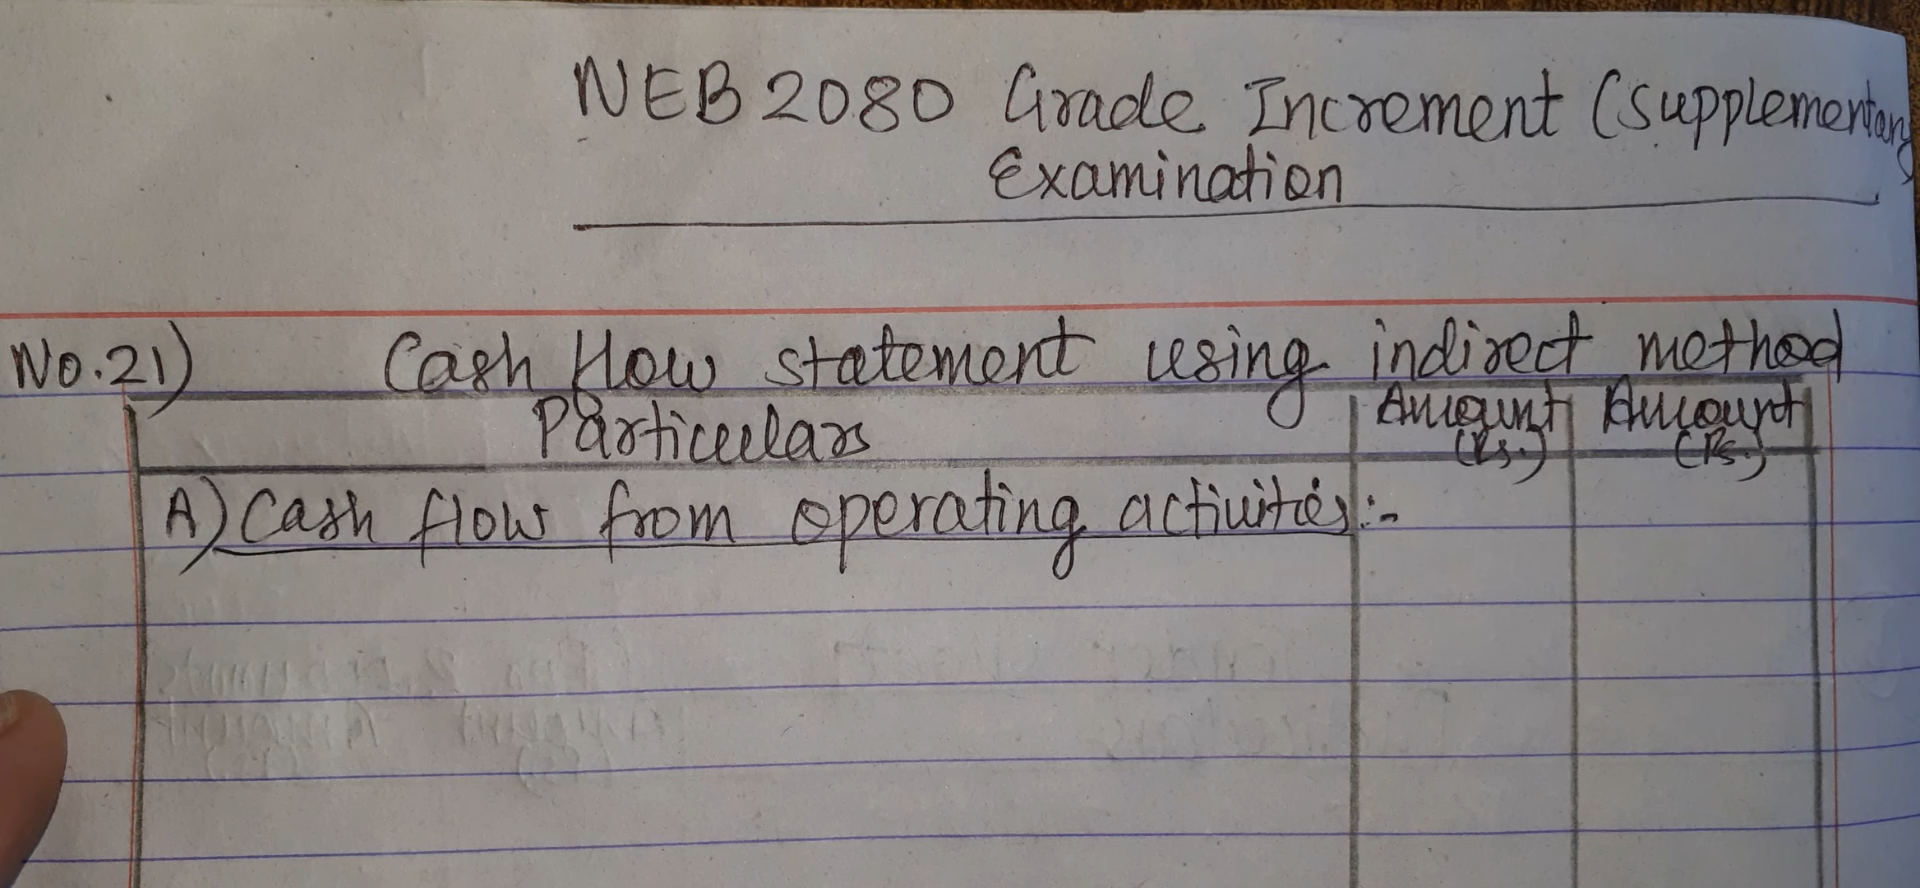 NEB 2080 Grade Increment (Supplementary
Examination
No.21) Cash Flow statement using indirect method
Particulars Amount (Rs.) Amount (Rs.)
A) Cash flow from operating activities:-